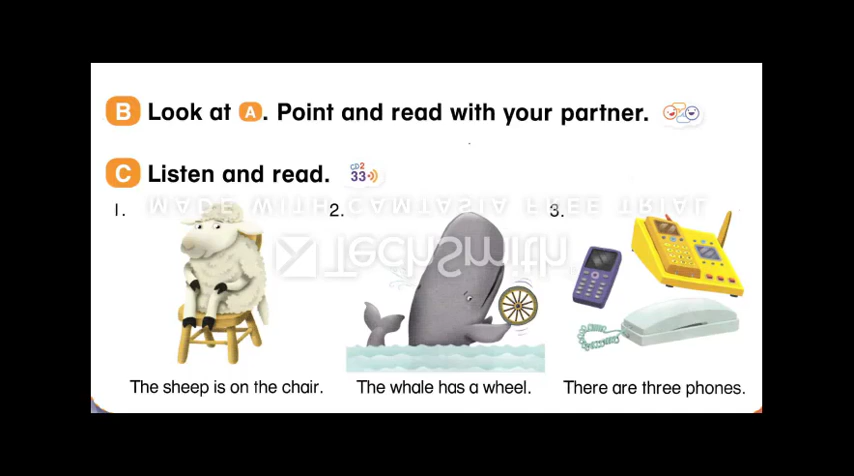 B Look at A. Point and read with your partner.
C Listen and read. CD2 33
1. 2. 3.
MADE WITH CAMTASIA FREE TRIAL
TechSmith
The sheep is on the chair. The whale has a wheel. There are three phones.